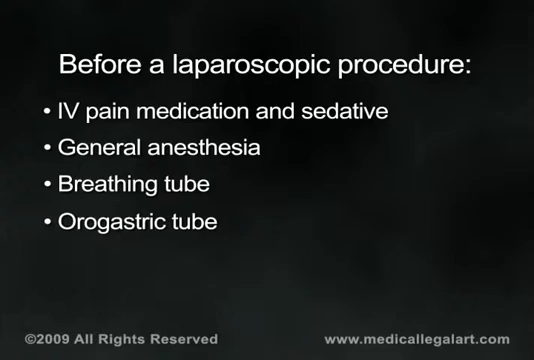 Before a laparoscopic procedure:
• IV pain medication and sedative
• General anesthesia
• Breathing tube
• Orogastric tube
©2009 All Rights Reserved
www.medicallegalart.com